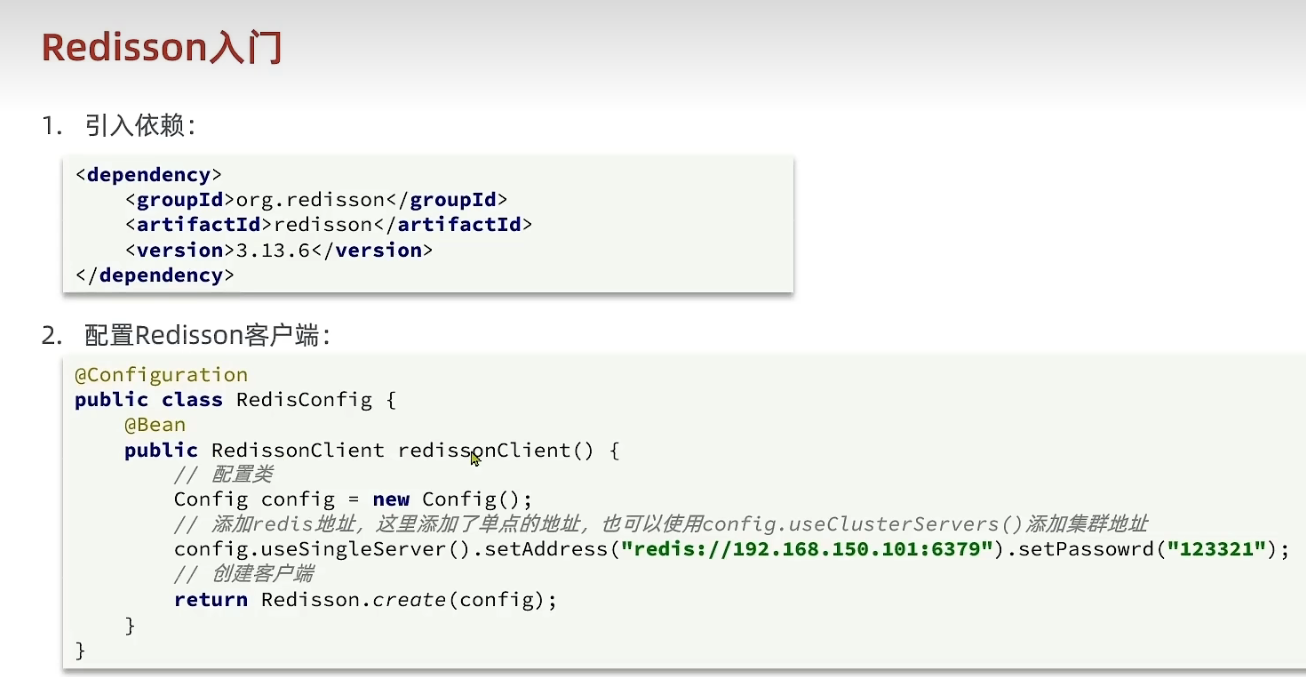 Redisson入门
1. 引入依赖：
<dependency>
    <groupId>org.redisson</groupId>
    <artifactId>redisson</artifactId>
    <version>3.13.6</version>
</dependency>
2. 配置Redisson客户端：
@Configuration
public class RedisConfig {
    @Bean
    public RedissonClient redissonClient() {
        // 配置类
        Config config = new Config();
        // 添加redis地址，这里添加了单点的地址，也可以使用config.useClusterServers()添加集群地址
        config.useSingleServer().setAddress("redis://192.168.150.101:6379").setPassowrd("123321");
        // 创建客户端
        return Redisson.create(config);
    }
}